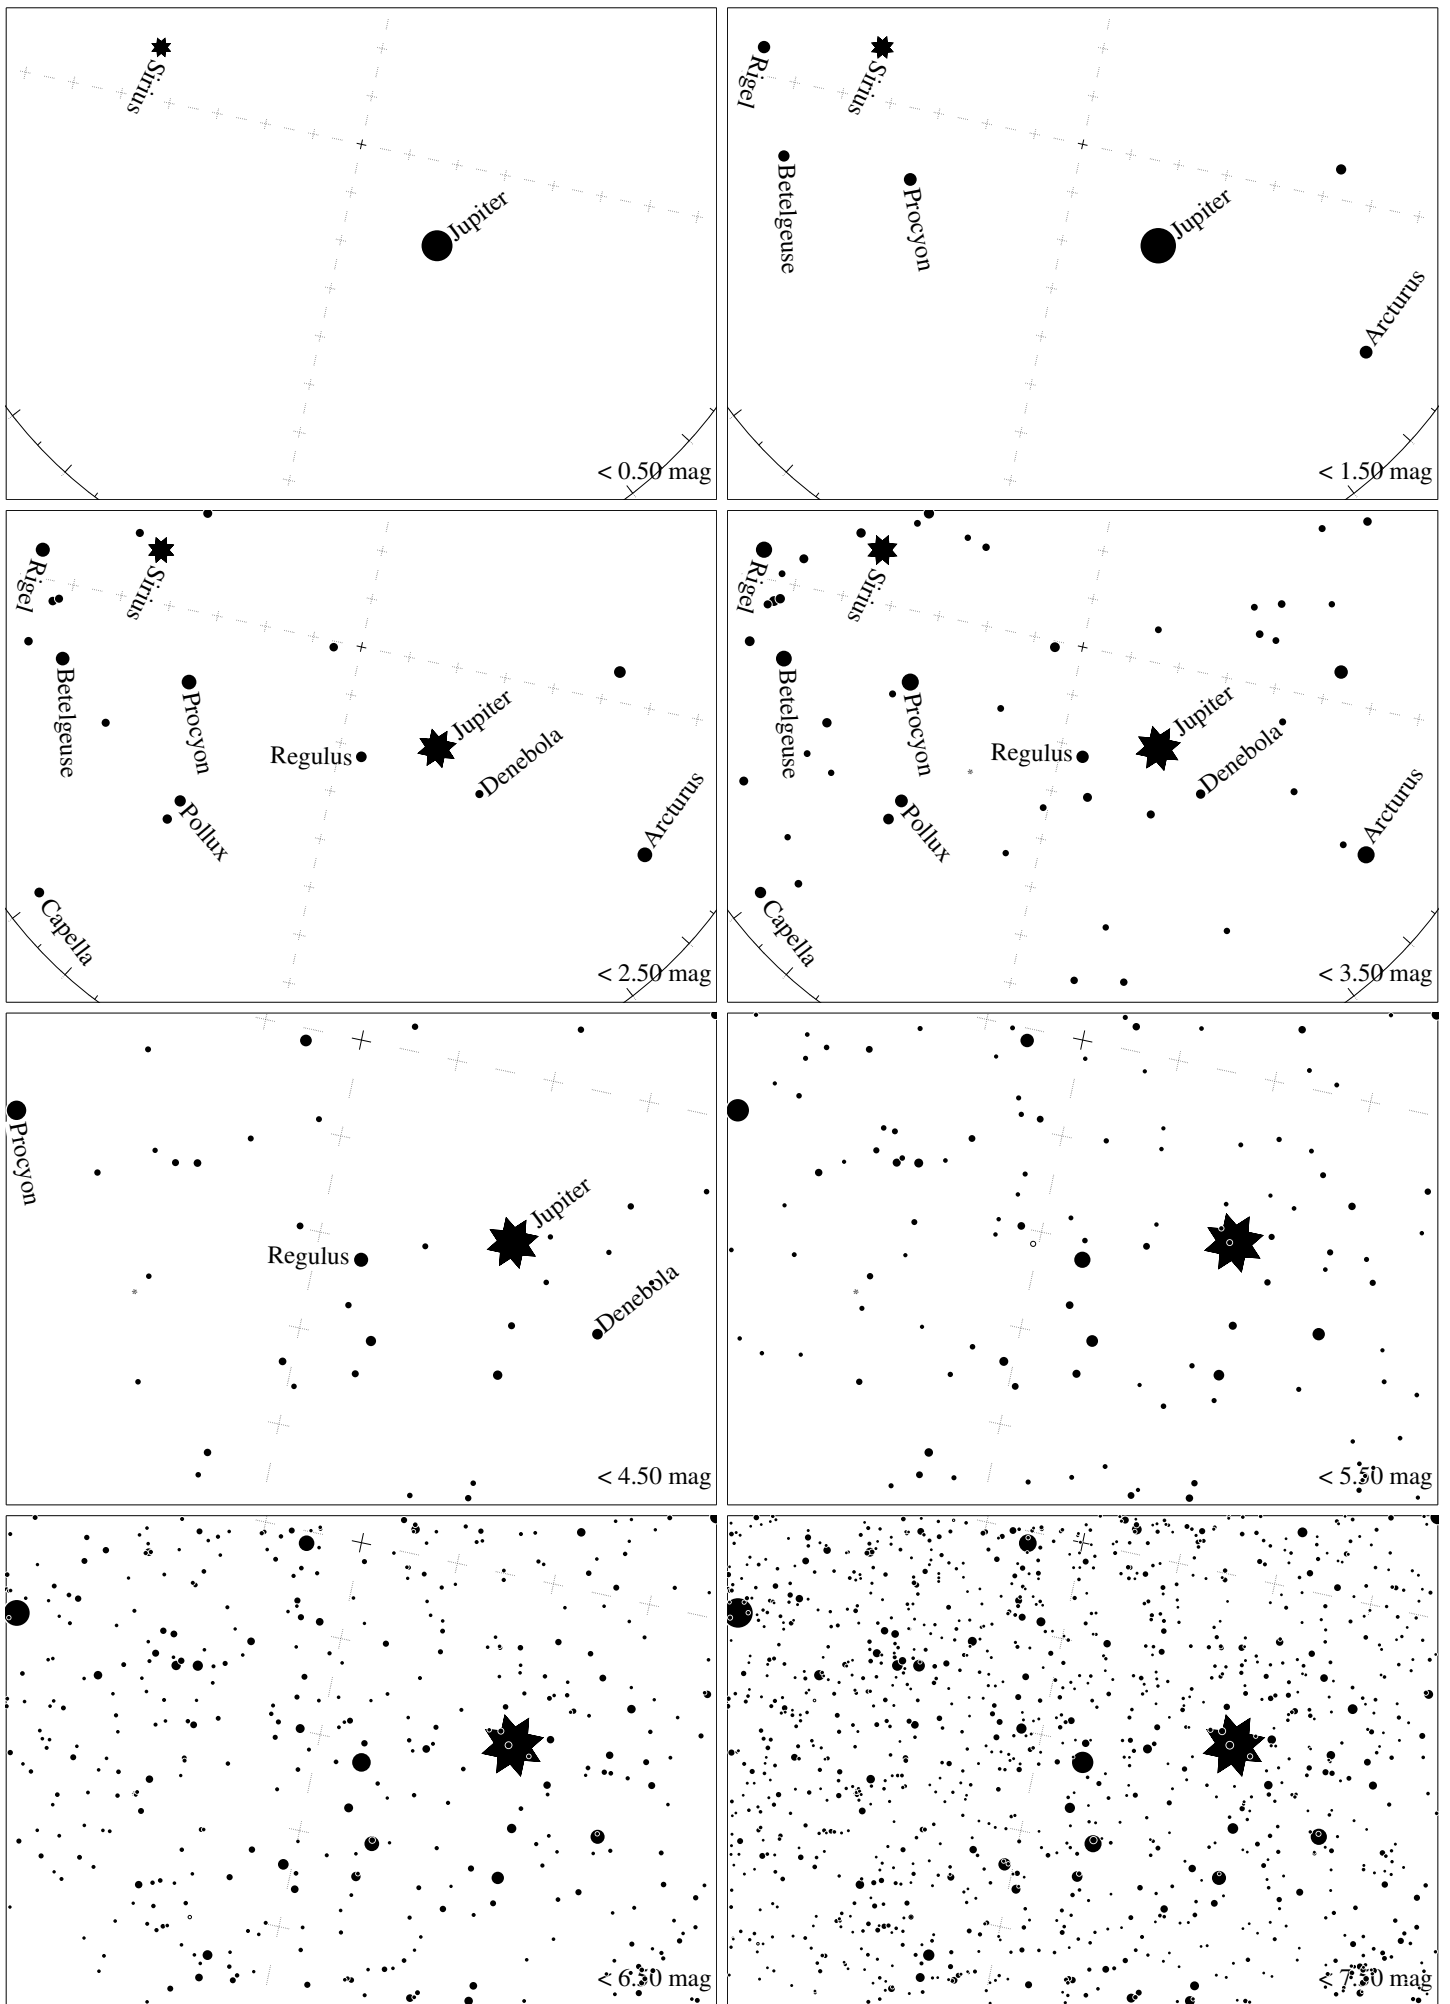 Sirius
Jupiter
< 0.50 mag
Rigel
Sirius
Betelgeuse
Procyon
Jupiter
Arcturus
< 1.50 mag
Rigel
Sirius
Betelgeuse
Procyon
Jupiter
Regulus
Denebola
Pollux
Arcturus
Capella
< 2.50 mag
Rigel
Sirius
Betelgeuse
Procyon
Jupiter
Regulus
Denebola
Pollux
Arcturus
Capella
< 3.50 mag
Procyon
Jupiter
Regulus
Denebola
< 4.50 mag
< 5.50 mag
< 6.50 mag
< 7.50 mag